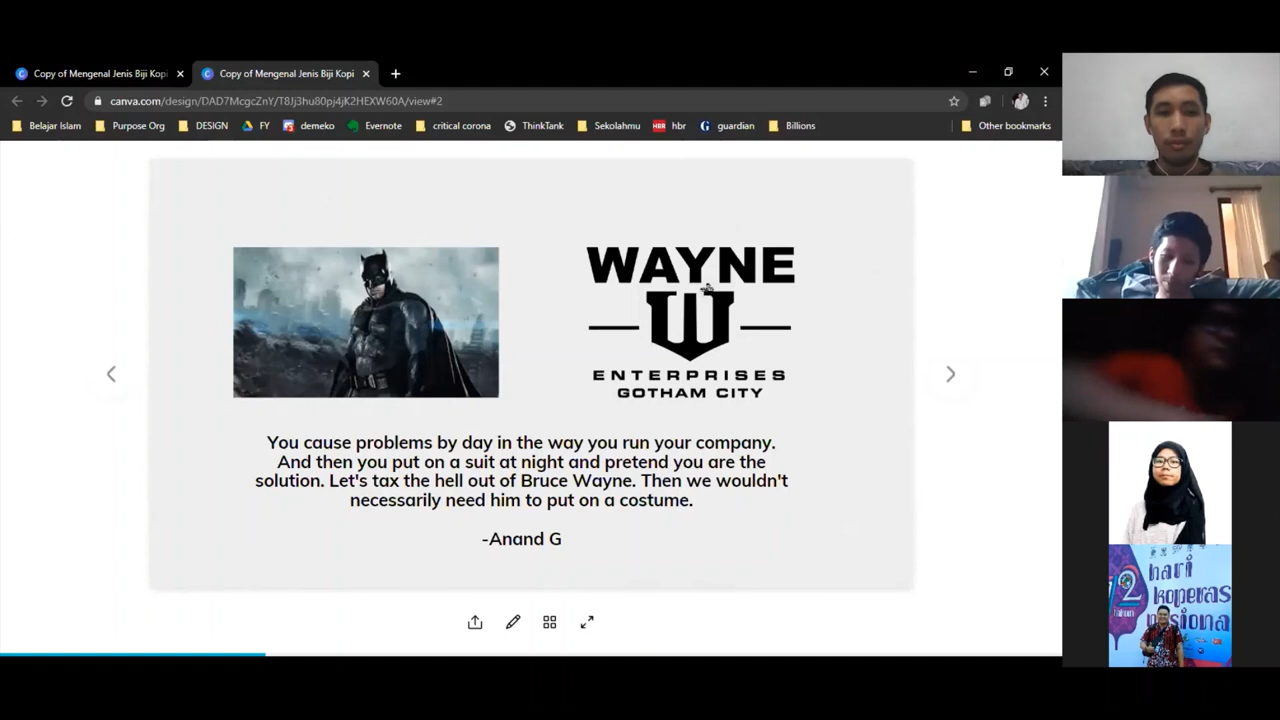 Copy of Mengenal Jenis Biji Kopi
Copy of Mengenal Jenis Biji Kopi
canva.com/design/DAD7McgcZnY/T8Jj3hu80pj4jK2HEXW60A/view#2
Belajar Islam
Purpose Org
DESIGN
FY
demeko
Evernote
critical corona
ThinkTank
Sekolahmu
HBR
hbr
guardian
Billions
Other bookmarks
WAYNE
W
ENTERPRISES
GOTHAM CITY
You cause problems by day in the way you run your company.
And then you put on a suit at night and pretend you are the
solution. Let's tax the hell out of Bruce Wayne. Then we wouldn't
necessarily need him to put on a costume.
-Anand G
hari
koperas
nasiona